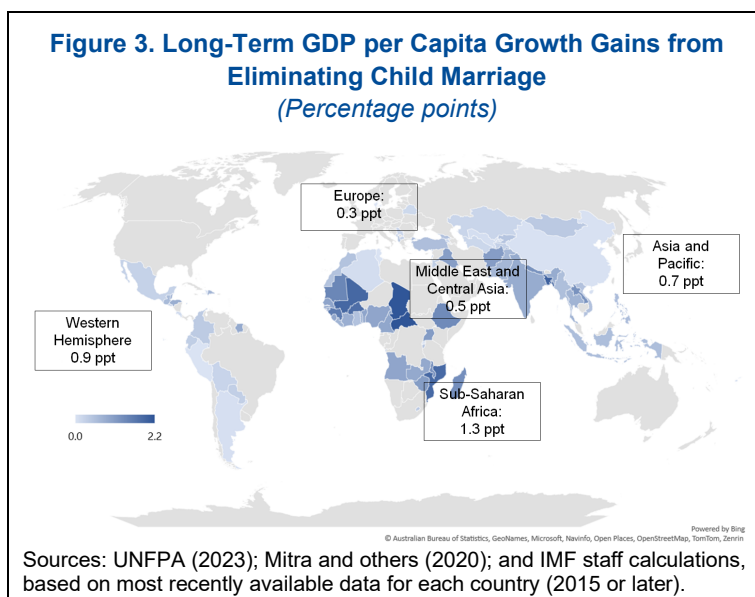 Figure 3. Long-Term GDP per Capita Growth Gains from
Eliminating Child Marriage
(Percentage points)
Europe:
0.3 ppt
Asia and
Pacific:
0.7 ppt
Middle East and
Central Asia:
0.5 ppt
Western
Hemisphere
0.9 ppt
Sub-Saharan
Africa:
1.3 ppt
0.0 2.2
Powered by Bing
© Australian Bureau of Statistics, GeoNames, Microsoft, Navinfo, Open Places, OpenStreetMap, TomTom, Zenrin
Sources: UNFPA (2023); Mitra and others (2020); and IMF staff calculations,
based on most recently available data for each country (2015 or later).